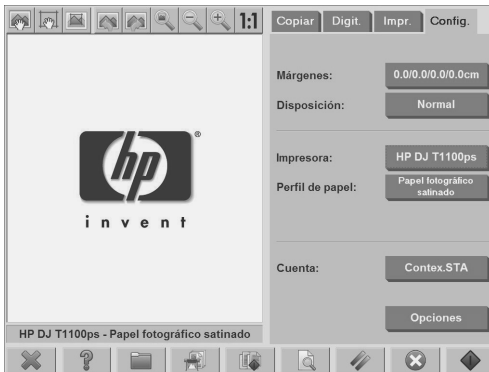 1:1
Copiar Digit. Impr. Config.
Márgenes: 0.0/0.0/0.0/0.0cm
Disposición: Normal
hp ®
invent
Impresora: HP DJ T1100ps
Perfil de papel: Papel fotográfico
satinado
Cuenta: Contex.STA
Opciones
HP DJ T1100ps - Papel fotográfico satinado
?